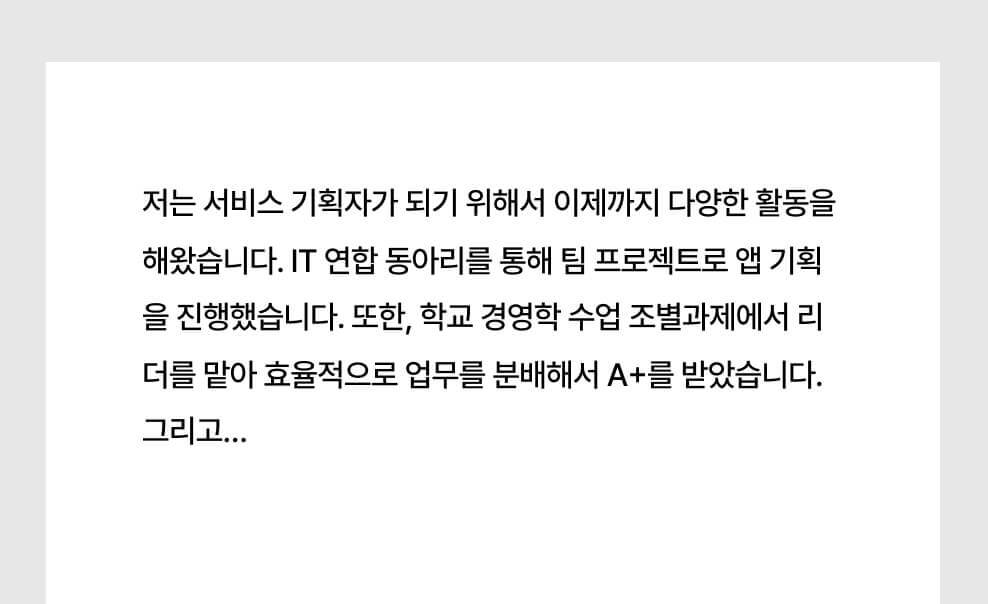 저는 서비스 기획자가 되기 위해서 이제까지 다양한 활동을
해왔습니다. IT 연합 동아리를 통해 팀 프로젝트로 앱 기획
을 진행했습니다. 또한, 학교 경영학 수업 조별과제에서 리
더를 맡아 효율적으로 업무를 분배해서 A+를 받았습니다.
그리고...